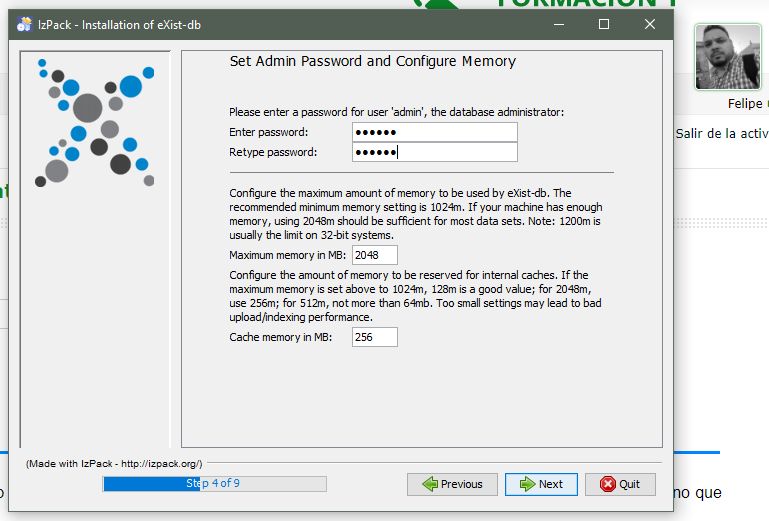 FORMACIÓN
IzPack - Installation of eXist-db
Set Admin Password and Configure Memory
Please enter a password for user 'admin', the database administrator:
Enter password: ●●●●●●
Retype password: ●●●●●●
Configure the maximum amount of memory to be used by eXist-db. The
recommended minimum memory setting is 1024m. If your machine has enough
memory, using 2048m should be sufficient for most data sets. Note: 1200m is
usually the limit on 32-bit systems.
Maximum memory in MB: 2048
Configure the amount of memory to be reserved for internal caches. If the
maximum memory is set above to 1024m, 128m is a good value; for 2048m,
use 256m; for 512m, not more than 64mb. Too small settings may lead to bad
upload/indexing performance.
Cache memory in MB: 256
(Made with IzPack - http://izpack.org/)
Step 4 of 9
Previous
Next
Quit
Felipe
Salir de la activ
no que